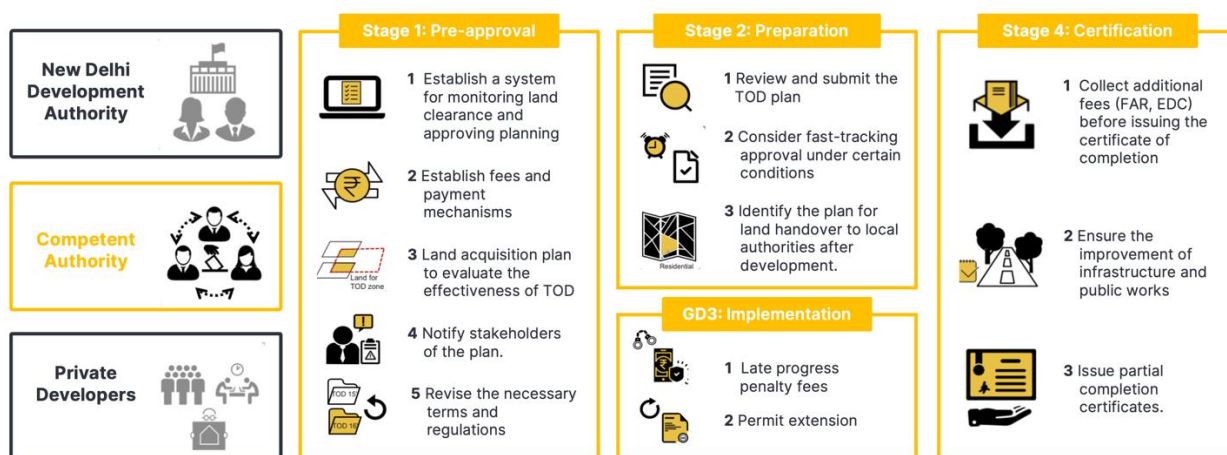 New Delhi
Development
Authority
Competent
Authority
Private
Developers
Stage 1: Pre-approval
1 Establish a system
for monitoring land
clearance and
approving planning
2 Establish fees and
payment
mechanisms
Land for
TOD zone
3 Land acquisition plan
to evaluate the
effectiveness of TOD
4 Notify stakeholders
of the plan.
TOD 15
TOD 16
5 Revise the necessary
terms and
regulations
Stage 2: Preparation
1 Review and submit the
TOD plan
2 Consider fast-tracking
approval under certain
conditions
3 Identify the plan for
land handover to local
authorities after
development.
Residential
GD3: Implementation
1 Late progress
penalty fees
2 Permit extension
Stage 4: Certification
1 Collect additional
fees (FAR, EDC)
before issuing the
certificate of
completion
2 Ensure the
improvement of
infrastructure and
public works
3 Issue partial
completion
certificates.